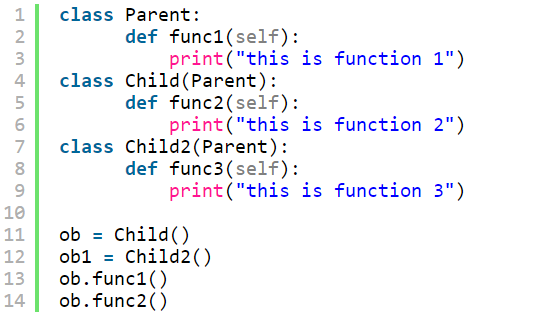 1 class Parent:
2       def func1(self):
3           print("this is function 1")
4 class Child(Parent):
5       def func2(self):
6           print("this is function 2")
7 class Child2(Parent):
8       def func3(self):
9           print("this is function 3")
10
11 ob = Child()
12 ob1 = Child2()
13 ob.func1()
14 ob.func2()